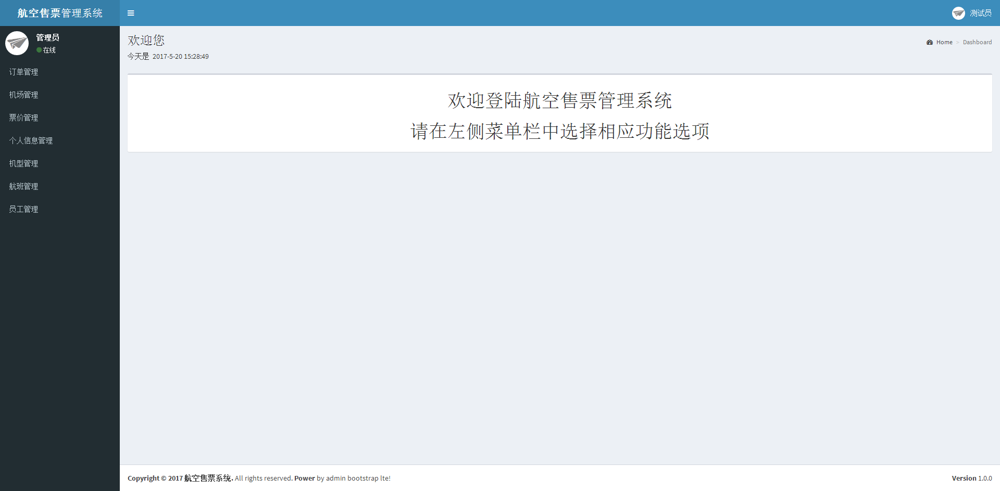 航空售票管理系统
测试员
管理员
在线
订单管理
机场管理
票价管理
个人信息管理
机型管理
航班管理
员工管理
欢迎您
今天是 2017-5-20 15:28:49
Home > Dashboard
欢迎登陆航空售票管理系统
请在左侧菜单栏中选择相应功能选项
Copyright © 2017 航空售票系统. All rights reserved. Power by admin bootstrap lte!
Version 1.0.0